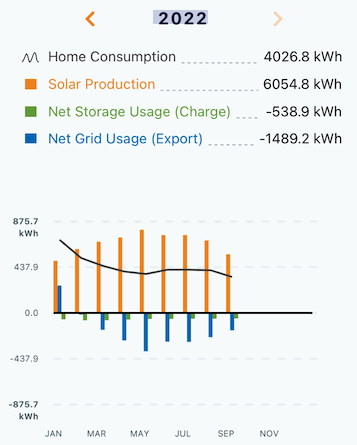 2022
Home Consumption 4026.8 kWh
Solar Production 6054.8 kWh
Net Storage Usage (Charge) -538.9 kWh
Net Grid Usage (Export) -1489.2 kWh
875.7
kWh
437.9
0.0
-437.9
-875.7
kWh
JAN MAR MAY JUL SEP NOV